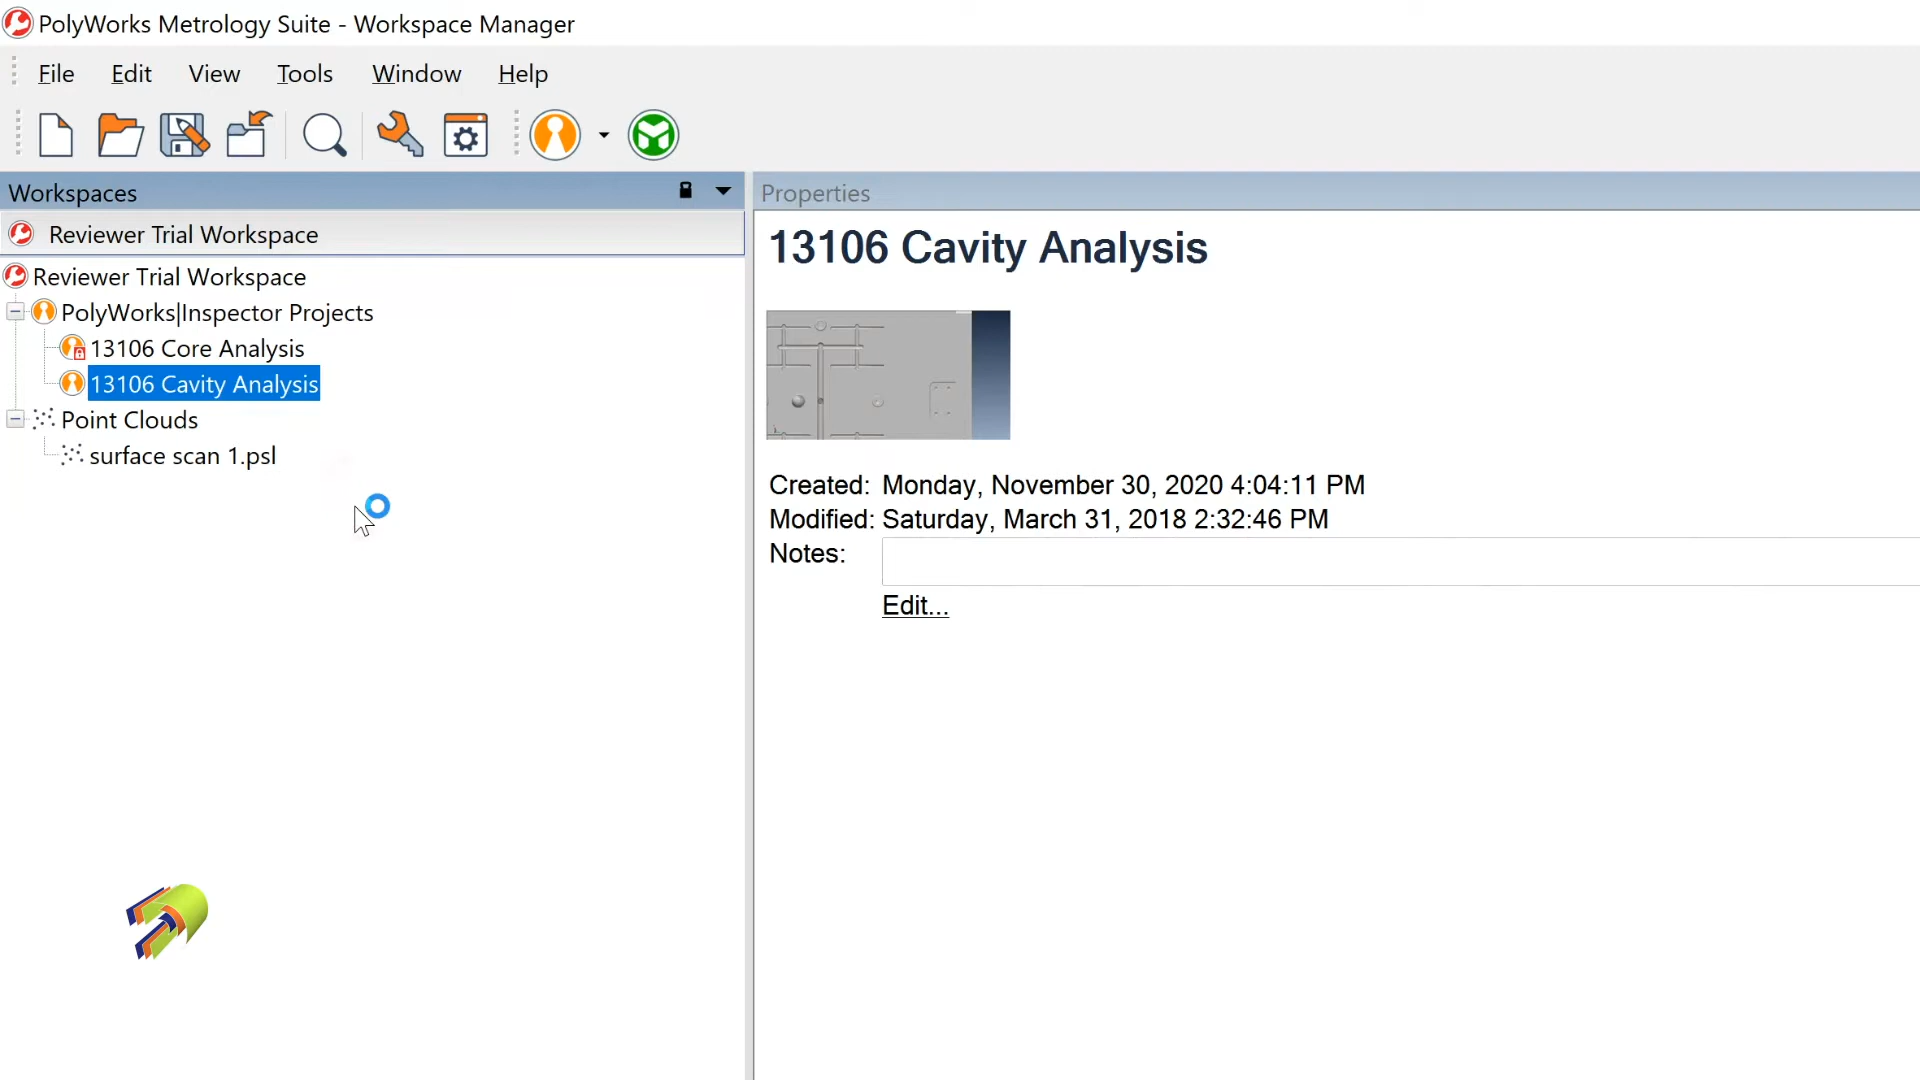 PolyWorks Metrology Suite - Workspace Manager
File Edit View Tools Window Help
Workspaces
Reviewer Trial Workspace
Reviewer Trial Workspace
PolyWorks|Inspector Projects
13106 Core Analysis
13106 Cavity Analysis
Point Clouds
surface scan 1.psl
Properties
13106 Cavity Analysis
Created: Monday, November 30, 2020 4:04:11 PM
Modified: Saturday, March 31, 2018 2:32:46 PM
Notes:
Edit...